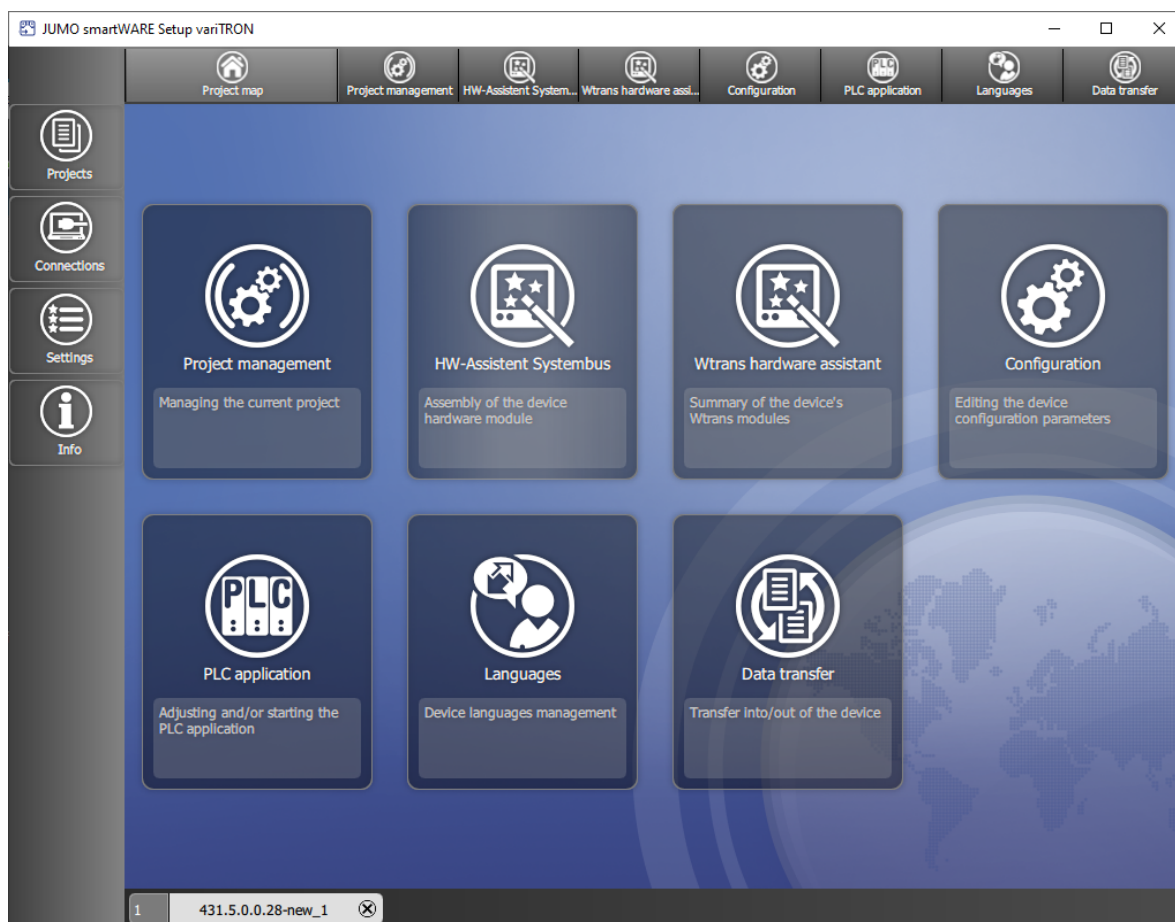 JUMO smartWARE Setup variTRON
Project map
Project management
HW-Assistent System...
Wtrans hardware assi...
Configuration
PLC
PLC application
Languages
Data transfer
Projects
Connections
Settings
Info
Project management
Managing the current project
HW-Assistent Systembus
Assembly of the device
hardware module
Wtrans hardware assistant
Summary of the device's
Wtrans modules
Configuration
Editing the device
configuration parameters
PLC
PLC application
Adjusting and/or starting the
PLC application
Languages
Device languages management
Data transfer
Transfer into/out of the device
1
431.5.0.0.28-new_1